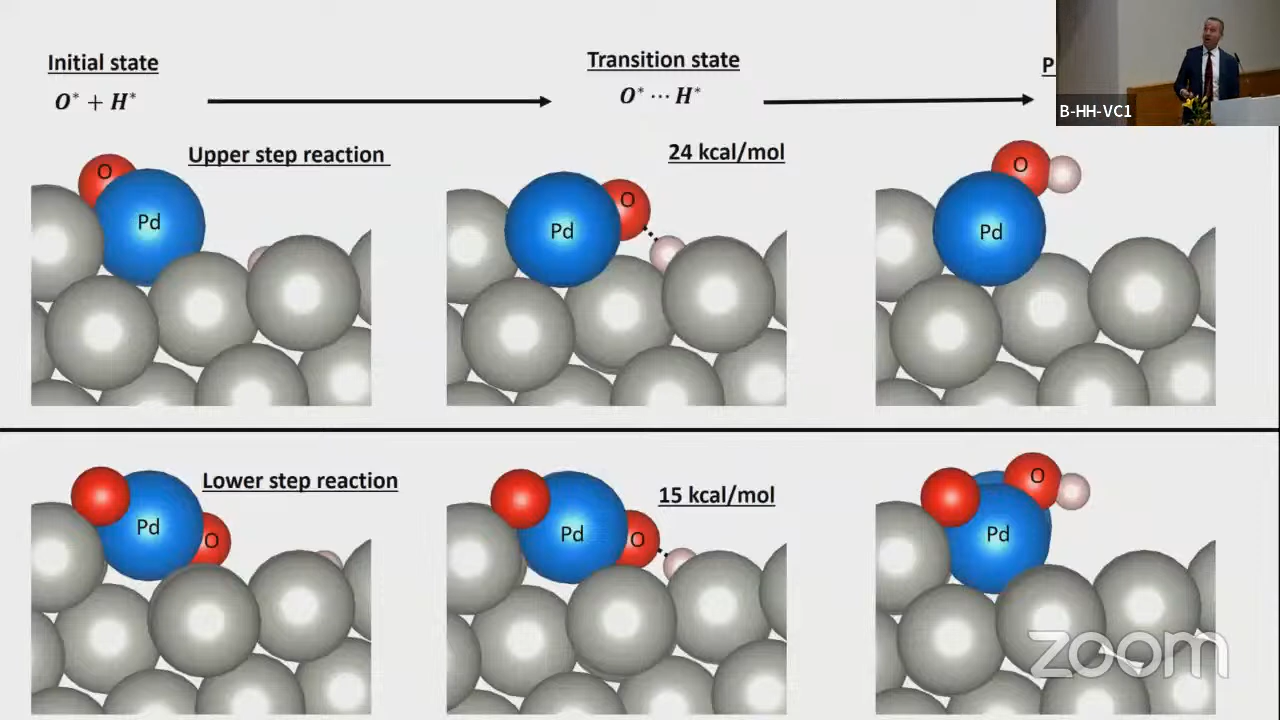 Initial state
Transition state
P
O* + H*
O* ⋯ H*
B-HH-VC1
Upper step reaction
24 kcal/mol
O
Pd
O
Pd
O
Pd
Lower step reaction
15 kcal/mol
Pd
O
Pd
O
O
Pd
zoom